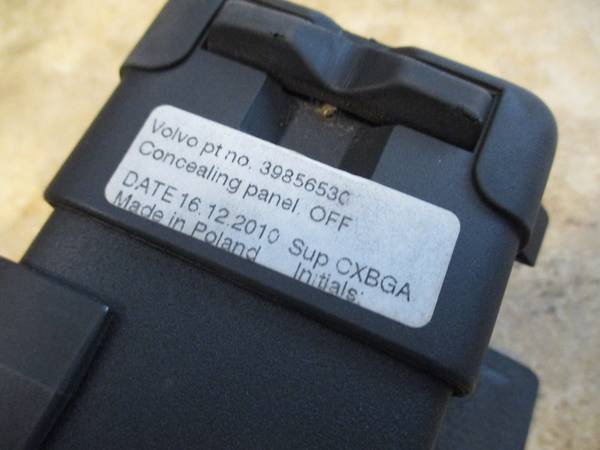 Volvo pt no. 39856530
Concealing panel. OFF
DATE 16.12.2010 Sup CXBGA
Made in Poland Initials: